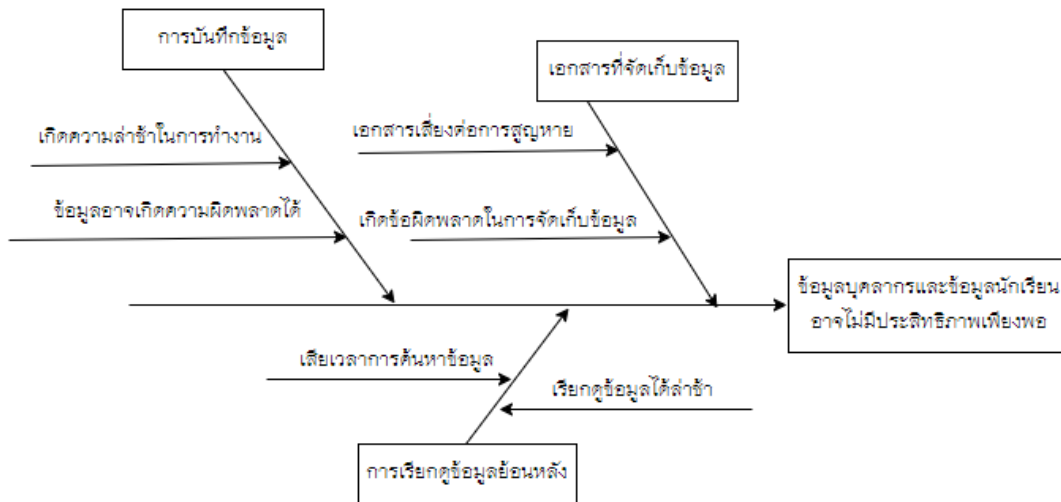 การบันทึกข้อมูล
เอกสารที่จัดเก็บข้อมูล
เกิดความล่าช้าในการทำงาน
เอกสารเสี่ยงต่อการสูญหาย
ข้อมูลอาจเกิดความผิดพลาดได้
เกิดข้อผิดพลาดในการจัดเก็บข้อมูล
ข้อมูลบุคลากรและข้อมูลนักเรียน
อาจไม่มีประสิทธิภาพเพียงพอ
เสียเวลาการค้นหาข้อมูล
เรียกดูข้อมูลได้ล่าช้า
การเรียกดูข้อมูลย้อนหลัง